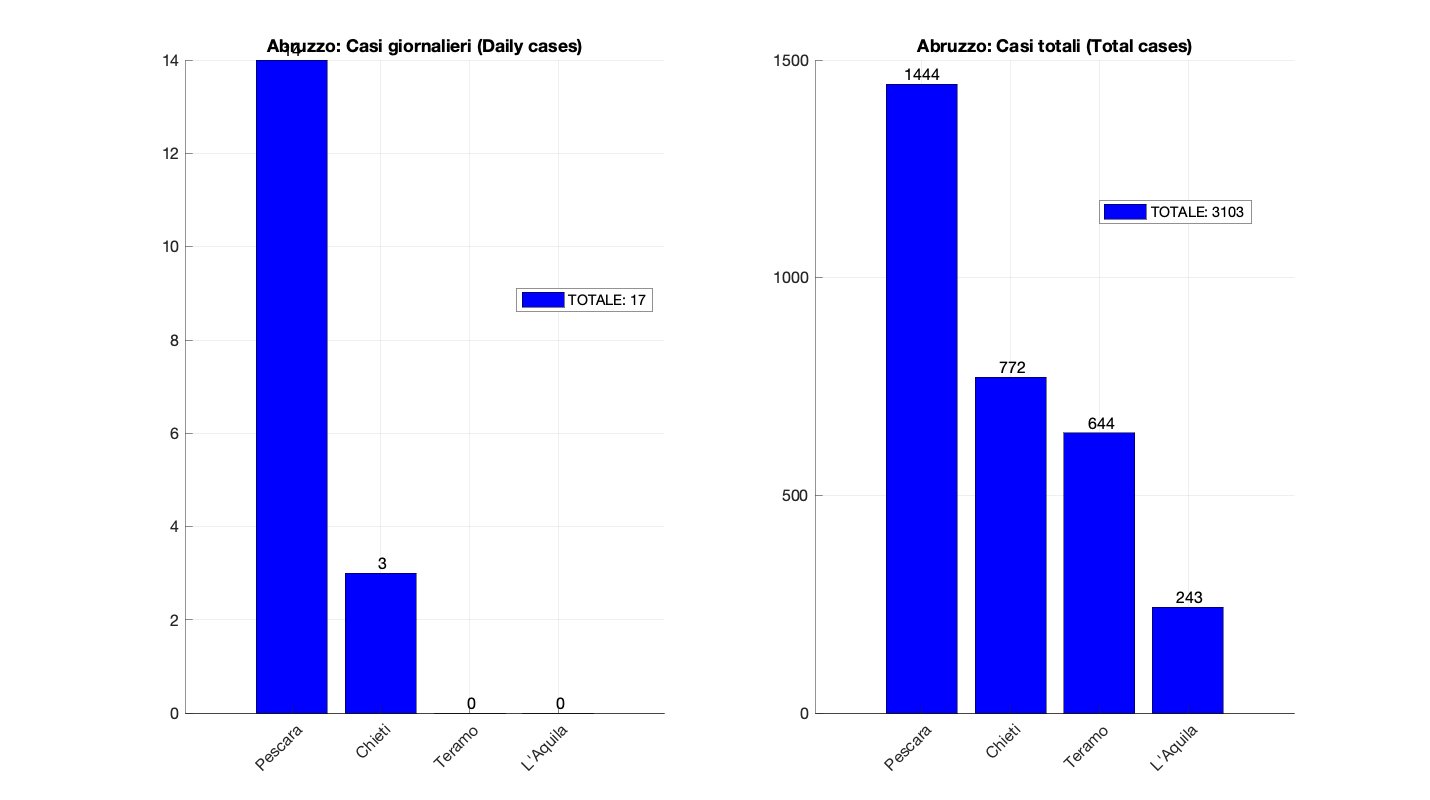 Abruzzo: Casi giornalieri (Daily cases)
14
14
12
10
8
6
4
2
0
3
0
0
TOTALE: 17
Pescara
Chieti
Teramo
L'Aquila
Abruzzo: Casi totali (Total cases)
1500
1000
500
0
1444
772
644
243
TOTALE: 3103
Pescara
Chieti
Teramo
L'Aquila